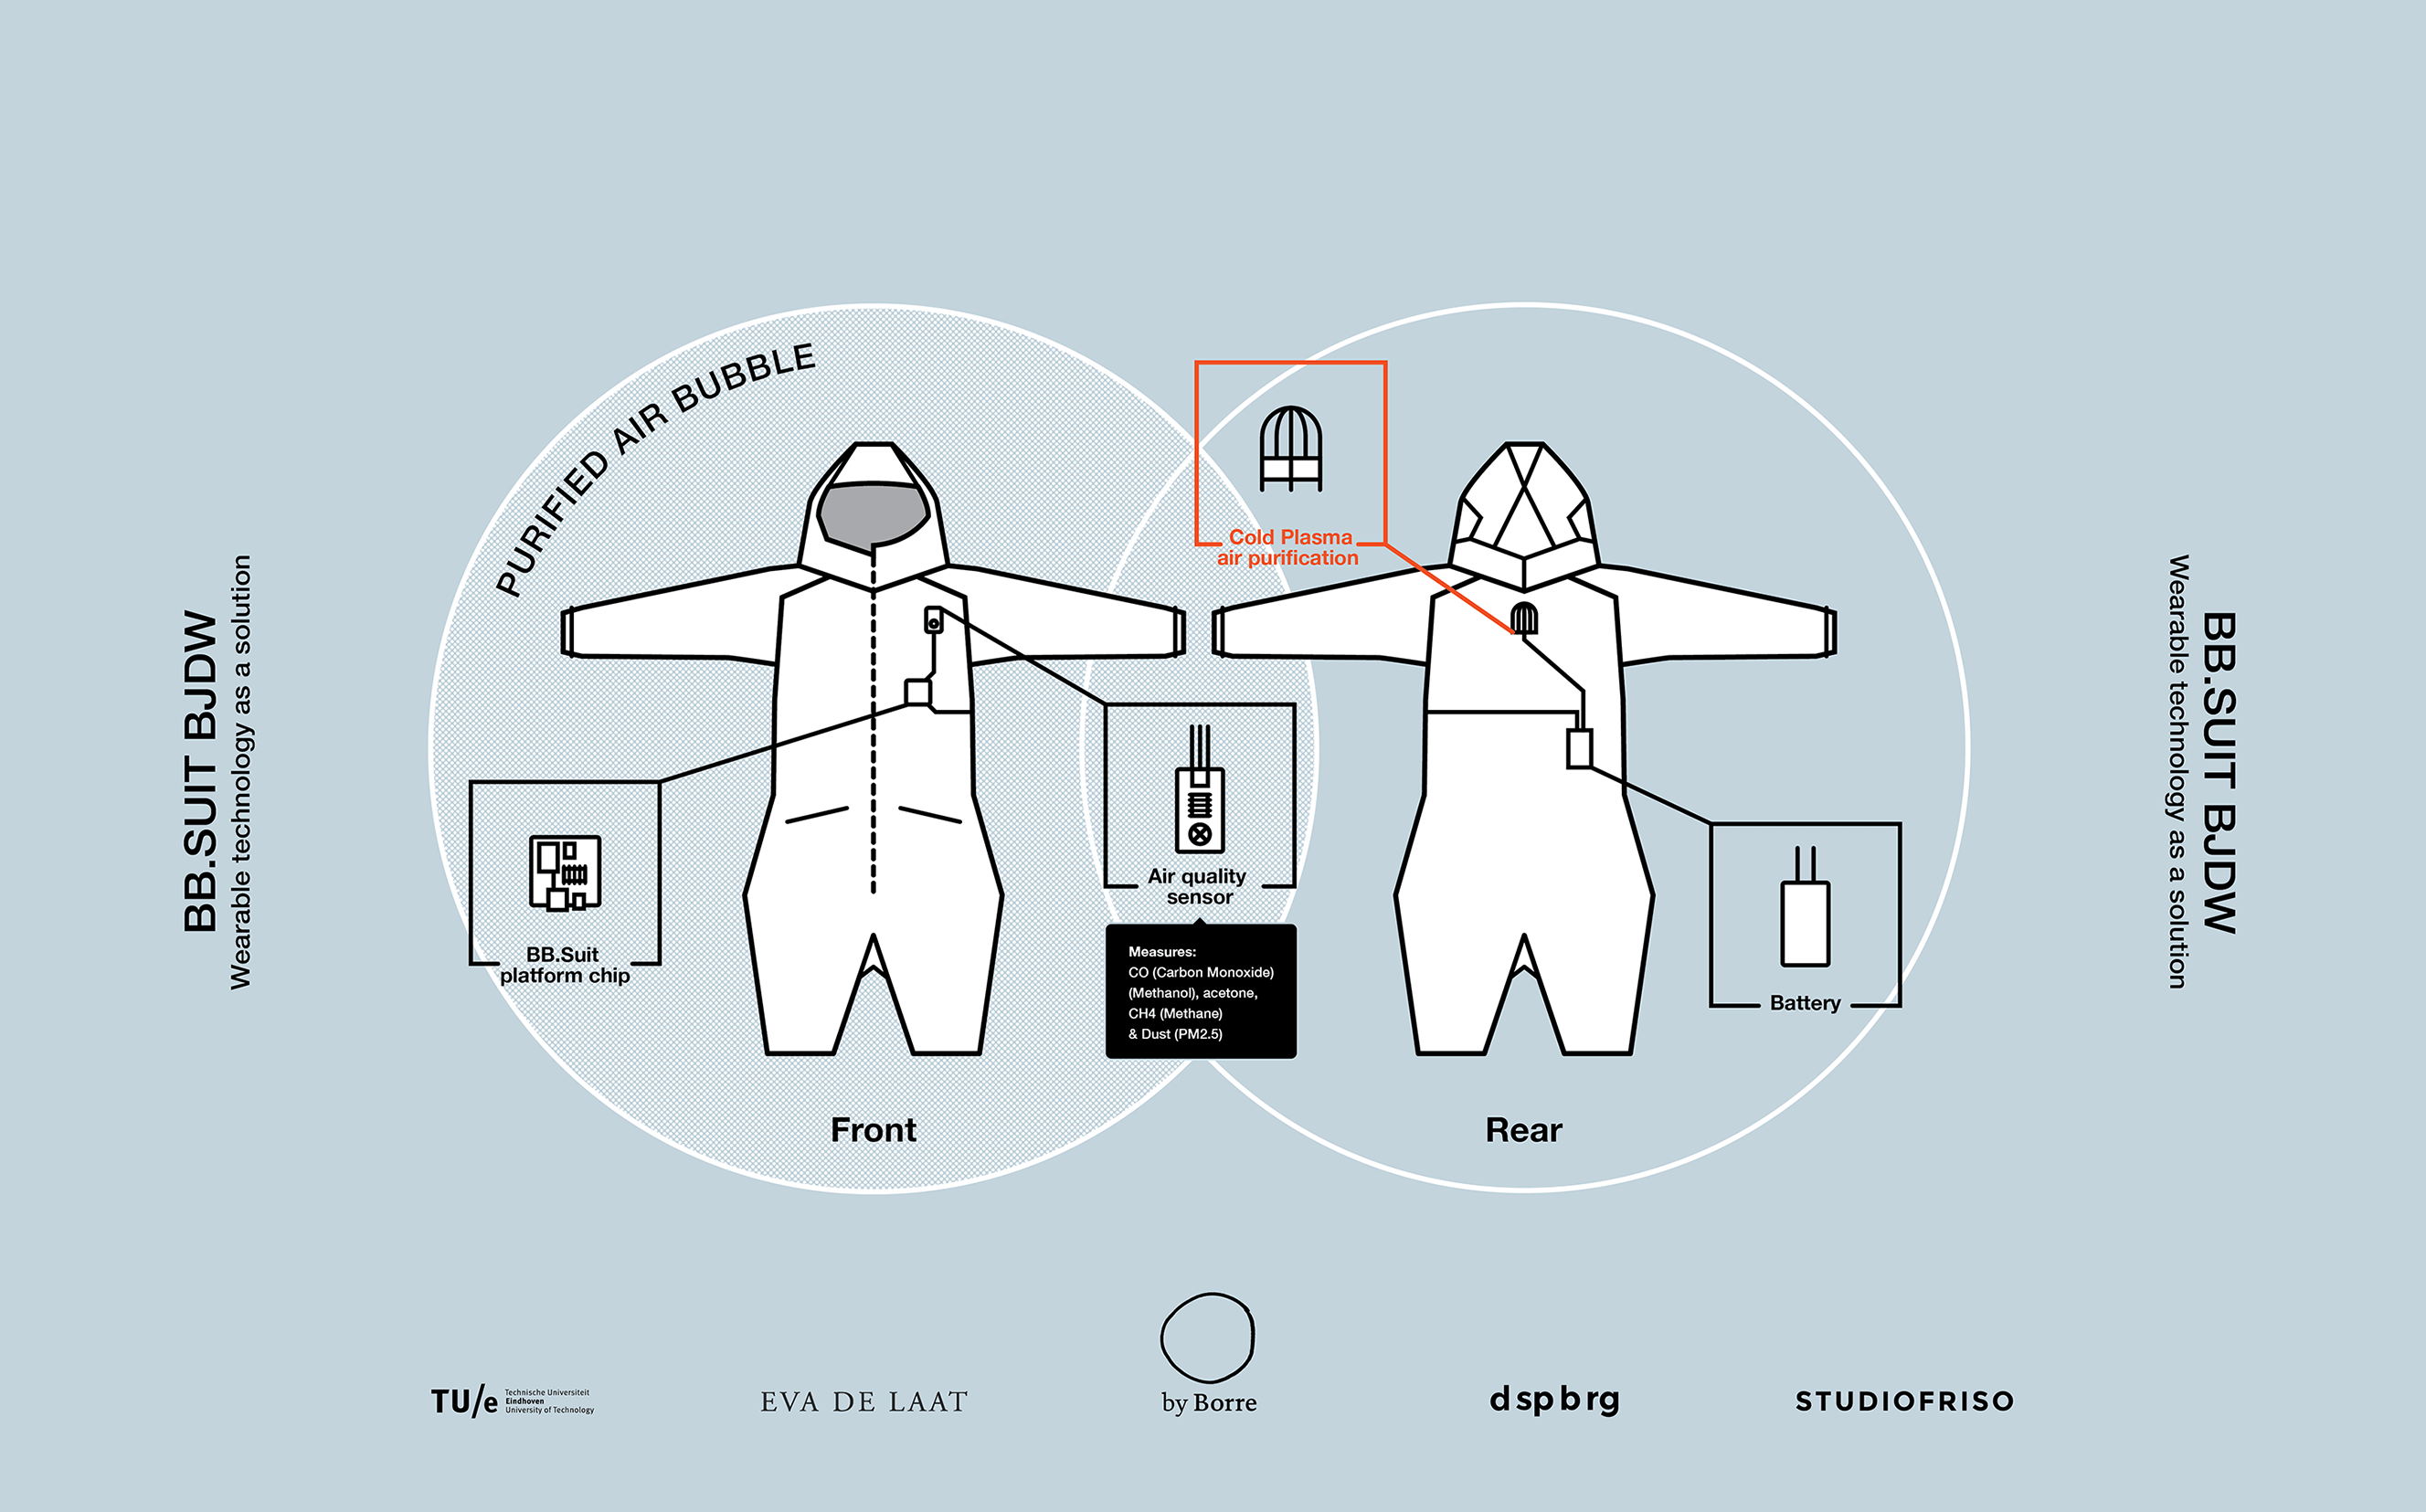 BB.SUIT BJDW
Wearable technology as a solution
PURIFIED AIR BUBBLE
Cold Plasma
air purification
Air quality
sensor
Measures:
CO (Carbon Monoxide)
(Methanol), acetone,
CH4 (Methane)
& Dust (PM2.5)
BB.Suit
platform chip
Battery
Front
Rear
BB.SUIT BJDW
Wearable technology as a solution
TU/e
Technische Universiteit
Eindhoven
University of Technology
EVA DE LAAT
by Borre
dspbrg
STUDIOFRISO